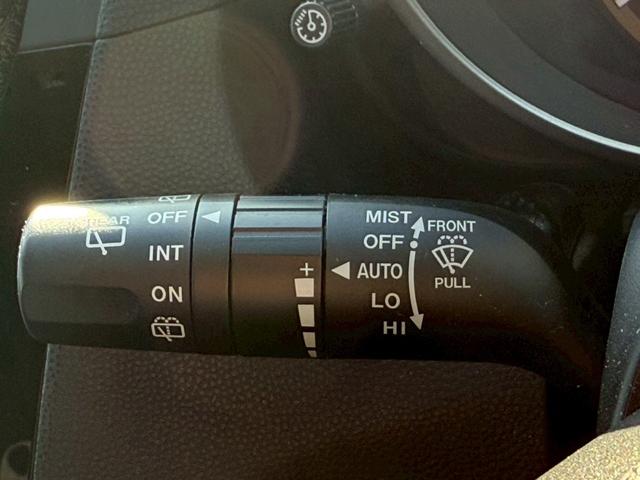 REAR
OFF
INT
ON
+
MIST
OFF
AUTO
LO
HI
FRONT
PULL